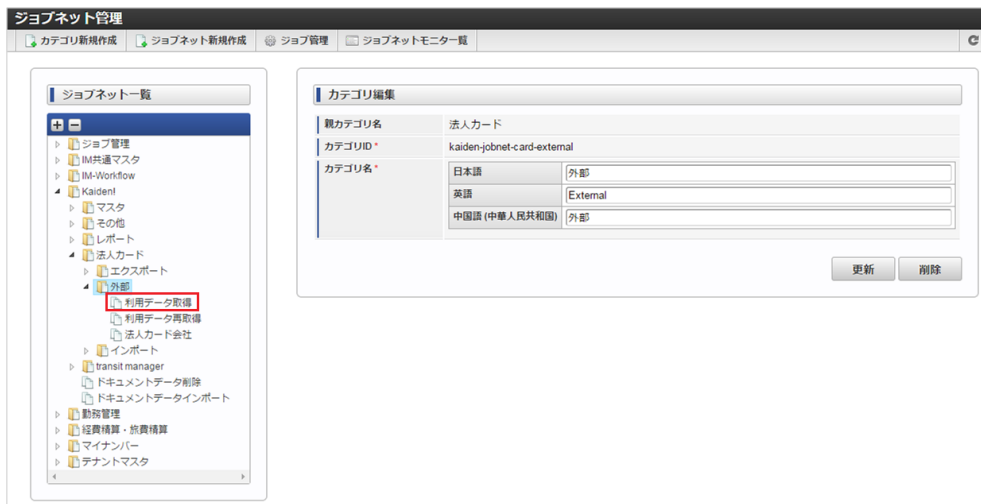 ジョブネット管理
カテゴリ新規作成 ジョブネット新規作成 ジョブ管理 ジョブネットモニター覧
ジョブネット一覧
ジョブ管理
IM共通マスタ
IM-Workflow
Kaiden!
マスタ
その他
レポート
法人カード
エクスポート
外部
利用データ取得
利用データ再取得
法人カード会社
インポート
transit manager
ドキュメントデータ削除
ドキュメントデータインポート
勤務管理
経費精算・旅費精算
マイナンバー
テナントマスタ
カテゴリ編集
親カテゴリ名 法人カード
カテゴリID * kaiden-jobnet-card-external
カテゴリ名 * 日本語 外部
英語 External
中国語 (中華人民共和国) 外部
更新 削除